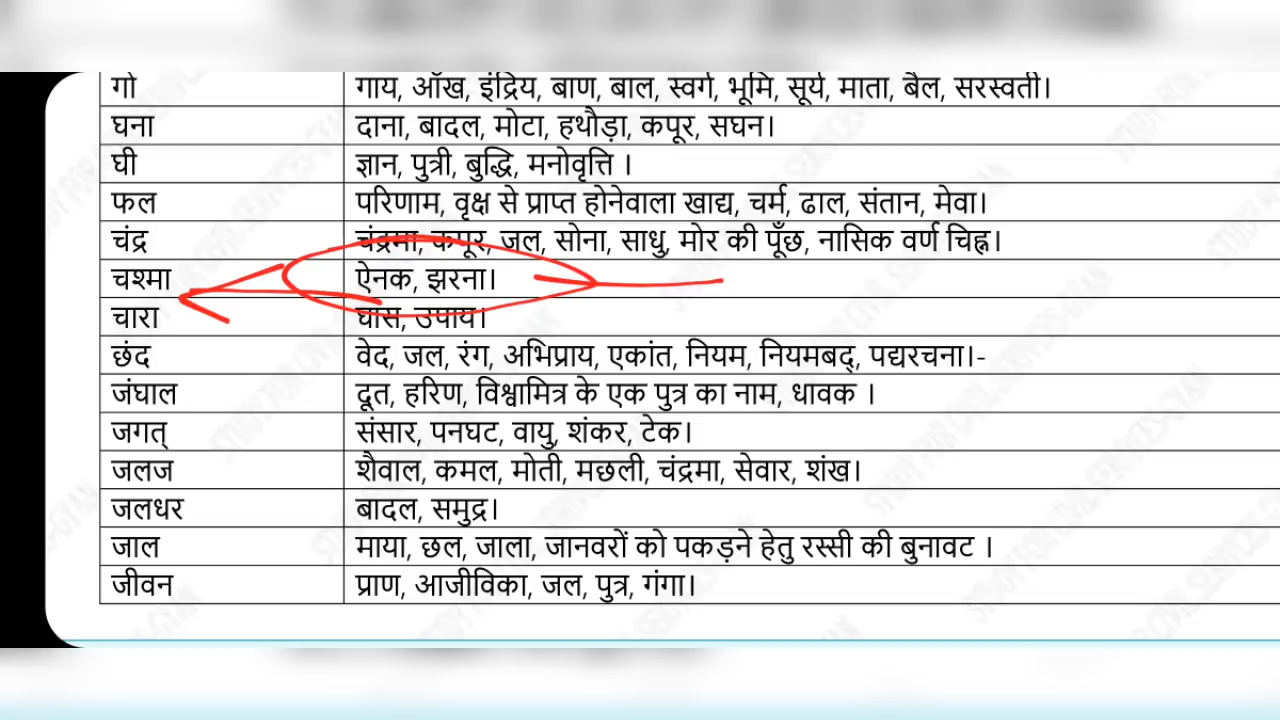 गो गाय, आँख, इंद्रिय, बाण, बाल, स्वर्ग, भूमि, सूर्य, माता, बैल, सरस्वती।
घना दाना, बादल, मोटा, हथौड़ा, कपूर, सघन।
घी ज्ञान, पुत्री, बुद्धि, मनोवृत्ति ।
फल परिणाम, वृक्ष से प्राप्त होनेवाला खाद्य, चर्म, ढाल, संतान, मेवा।
चंद्र चंद्रमा, कपूर, जल, सोना, साधु, मोर की पूँछ, नासिक वर्ण चिह्न।
चश्मा ऐनक, झरना।
चारा घास, उपाय।
छंद वेद, जल, रंग, अभिप्राय, एकांत, नियम, नियमबद्, पद्यरचना।-
जंघाल दूत, हरिण, विश्वामित्र के एक पुत्र का नाम, धावक ।
जगत् संसार, पनघट, वायु, शंकर, टेक।
जलज शैवाल, कमल, मोती, मछली, चंद्रमा, सेवार, शंख।
जलधर बादल, समुद्र।
जाल माया, छल, जाला, जानवरों को पकड़ने हेतु रस्सी की बुनावट ।
जीवन प्राण, आजीविका, जल, पुत्र, गंगा।